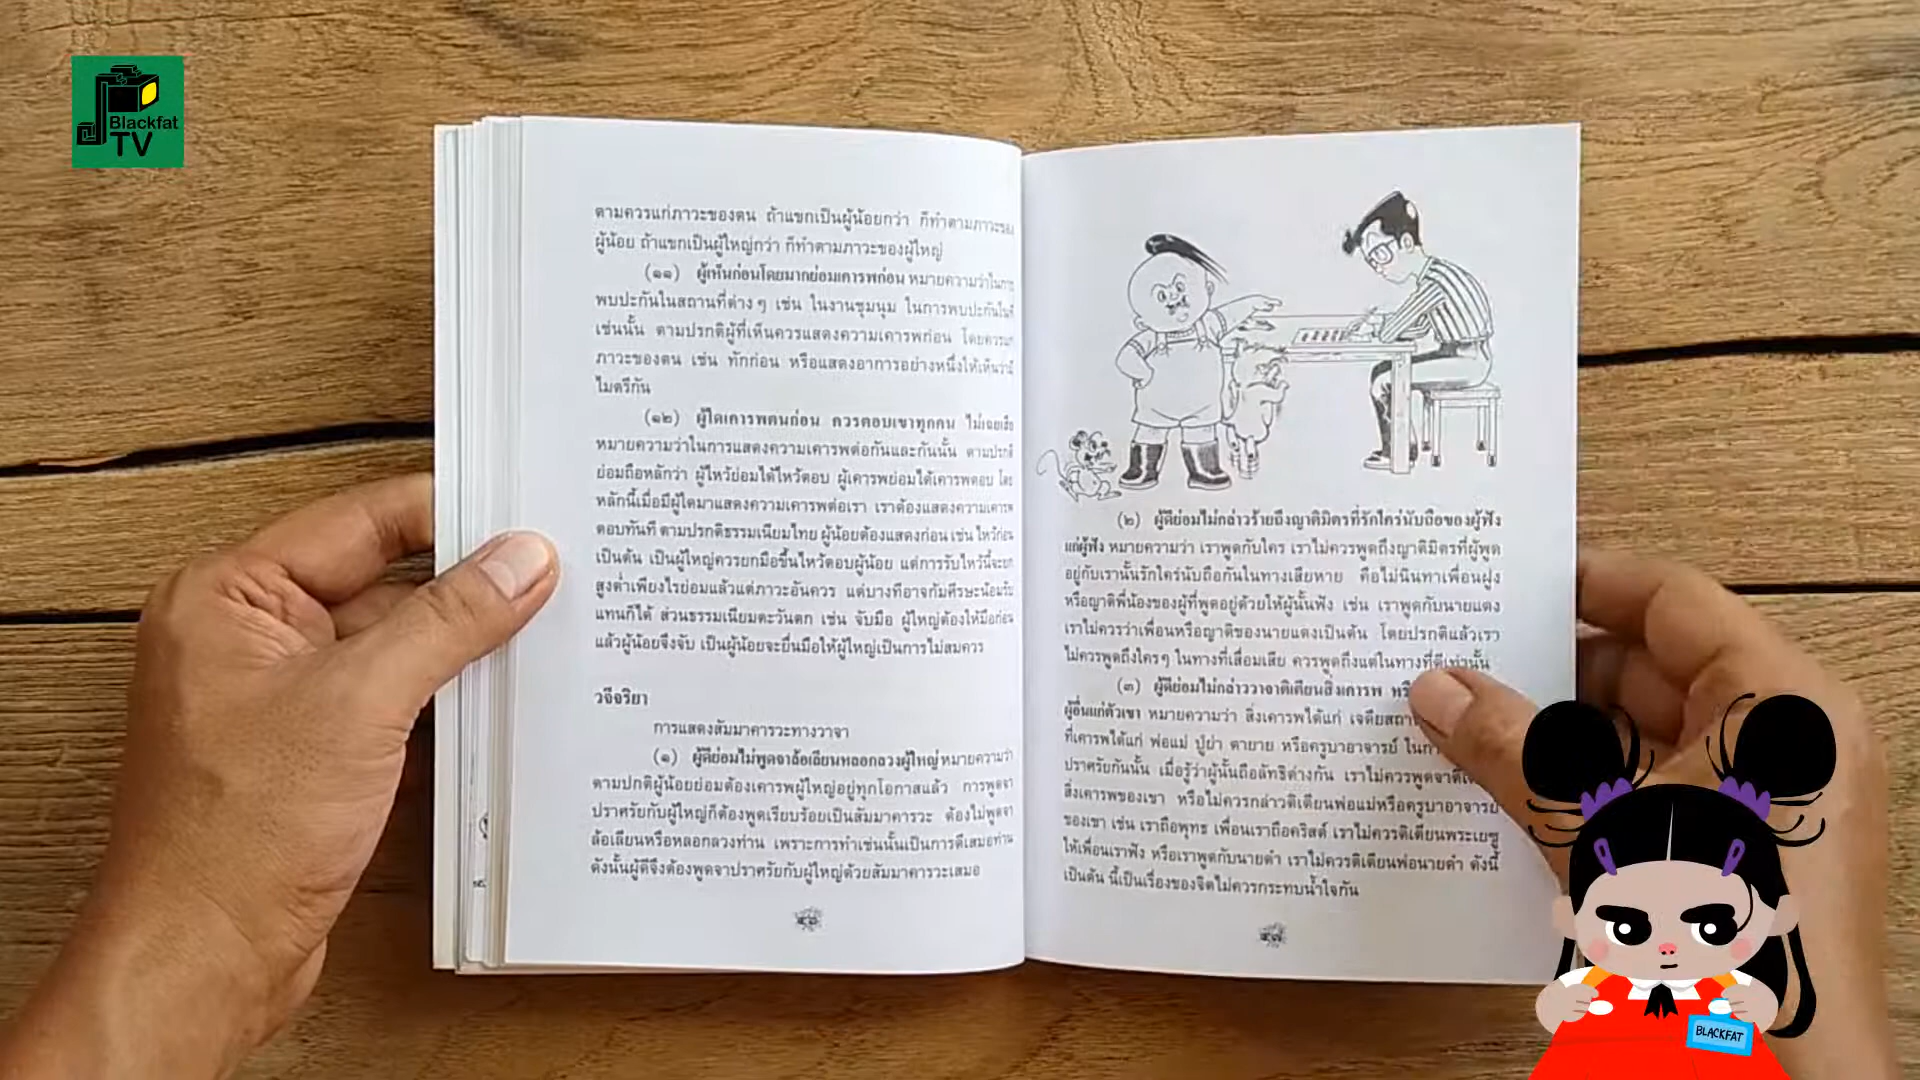 Blackfat
TV
ตามควรแก่ภาวะของตน ถ้าแขกเป็นผู้น้อยกว่า ก็ทำตามภาวะของ
ผู้น้อย ถ้าแขกเป็นผู้ใหญ่กว่า ก็ทำตามภาวะของผู้ใหญ่
(๑๑) ผู้เห็นก่อนโดยมากย่อมเคารพก่อน หมายความว่าในการ
พบปะกันในสถานที่ต่าง ๆ เช่น ในงานชุมนุม ในการพบปะกันในที่
เช่นนั้น ตามปรกติผู้ที่เห็นควรแสดงความเคารพก่อน โดยควรแก่
ภาวะของตน เช่น ทักก่อน หรือแสดงอาการอย่างหนึ่งให้เห็นว่ามี
ไมตรีกัน
(๑๒) ผู้ใดเคารพตนก่อน ควรตอบเขาทุกคน ไม่เฉยเสีย
หมายความว่าในการแสดงความเคารพต่อกันและกันนั้น ตามปรกติ
ย่อมถือหลักว่า ผู้ไหว้ย่อมได้ไหว้ตอบ ผู้เคารพย่อมได้เคารพตอบ โดย
หลักนี้เมื่อมีผู้ใดมาแสดงความเคารพต่อเรา เราต้องแสดงความเคารพ
ตอบทันที ตามปรกติธรรมเนียมไทย ผู้น้อยต้องแสดงก่อน เช่น ไหว้ก่อน
เป็นต้น เป็นผู้ใหญ่ควรยกมือขึ้นไหว้ตอบผู้น้อย แต่การรับไหว้นี้จะยก
สูงต่ำเพียงไรย่อมแล้วแต่ภาวะอันควร แต่บางทีอาจก้มศีรษะน้อมรับ
แทนก็ได้ ส่วนธรรมเนียมตะวันตก เช่น จับมือ ผู้ใหญ่ต้องให้มือก่อน
แล้วผู้น้อยจึงจับ เป็นผู้น้อยจะยื่นมือให้ผู้ใหญ่เป็นการไม่สมควร
วจีจริยา
การแสดงสัมมาคารวะทางวาจา
(๑) ผู้ดีย่อมไม่พูดจาล้อเลียนหลอกลวงผู้ใหญ่ หมายความว่า
ตามปกติผู้น้อยย่อมต้องเคารพผู้ใหญ่อยู่ทุกโอกาสแล้ว การพูดจา
ปราศรัยกับผู้ใหญ่ก็ต้องพูดเรียบร้อยเป็นสัมมาคารวะ ต้องไม่พูดจา
ล้อเลียนหรือหลอกลวงท่าน เพราะการทำเช่นนั้นเป็นการตีเสมอท่าน
ดังนั้นผู้ดีจึงต้องพูดจาปราศรัยกับผู้ใหญ่ด้วยสัมมาคารวะเสมอ
๕๖
(๒) ผู้ดีย่อมไม่กล่าวร้ายถึงญาติมิตรที่รักใคร่นับถือของผู้ฟัง
แก่ผู้ฟัง หมายความว่า เราพูดกับใคร เราไม่ควรพูดถึงญาติมิตรที่ผู้พูด
อยู่กับเรานั้นรักใคร่นับถือกันในทางเสียหาย คือไม่นินทาเพื่อนฝูง
หรือญาติพี่น้องของผู้ที่พูดอยู่ด้วยให้ผู้นั้นฟัง เช่น เราพูดกับนายแดง
เราไม่ควรว่าเพื่อนหรือญาติของนายแดงเป็นต้น โดยปรกติแล้วเรา
ไม่ควรพูดถึงใครๆ ในทางที่เสื่อมเสีย ควรพูดถึงแต่ในทางที่ดีเท่านั้น
(๓) ผู้ดีย่อมไม่กล่าววาจาติเตียนสิ่งเคารพ
ผู้อื่นแก่ตัวเขา หมายความว่า สิ่งเคารพได้แก่
ที่เคารพได้แก่ พ่อแม่ ปู่ย่า ตายาย หรือครูบาอาจารย์
ปราศรัยกันนั้น เมื่อรู้ว่าผู้นั้นถือลัทธิต่างกัน เราไม่ควรพูดจา
สิ่งเคารพของเขา หรือไม่ควรกล่าวติเตียนพ่อแม่หรือครูบาอาจารย์
ของเขา เช่น เราถือพุทธ เพื่อนเราถือคริสต์ เราไม่ควรติเตียนพระเยซู
ให้เพื่อนเราฟัง หรือเราพูดกับนายดำ เราไม่ควรติเตียนพ่อนายดำ ดังนี้
เป็นต้น นี้เป็นเรื่องของจิตไม่ควรกระทบน้ำใจกัน
๕๗
BLACKFAT